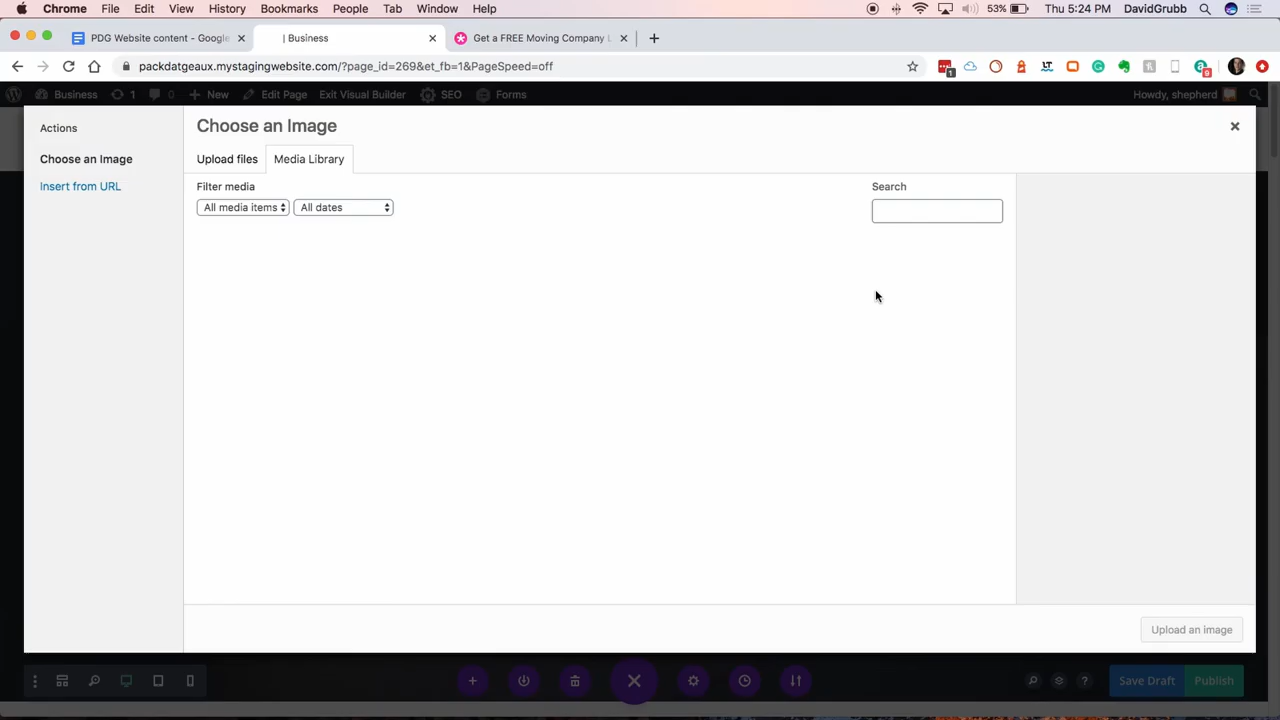 Chrome File Edit View History Bookmarks People Tab Window Help 53% Thu 5:24 PM DavidGrubb
PDG Website content - Google | Business Get a FREE Moving Company L
packdatgeaux.mystagingwebsite.com/?page_id=269&et_fb=1&PageSpeed=off 1 9
Business 1 0 New Edit Page Exit Visual Builder SEO Forms Howdy, shepherd
Actions
Choose an Image
Insert from URL
Choose an Image
Upload files Media Library
Filter media
All media items All dates
Search
Upload an image
Save Draft Publish